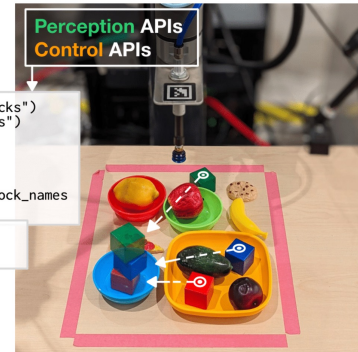 Perception APIs
Control APIs
cks")
s")
ock_names